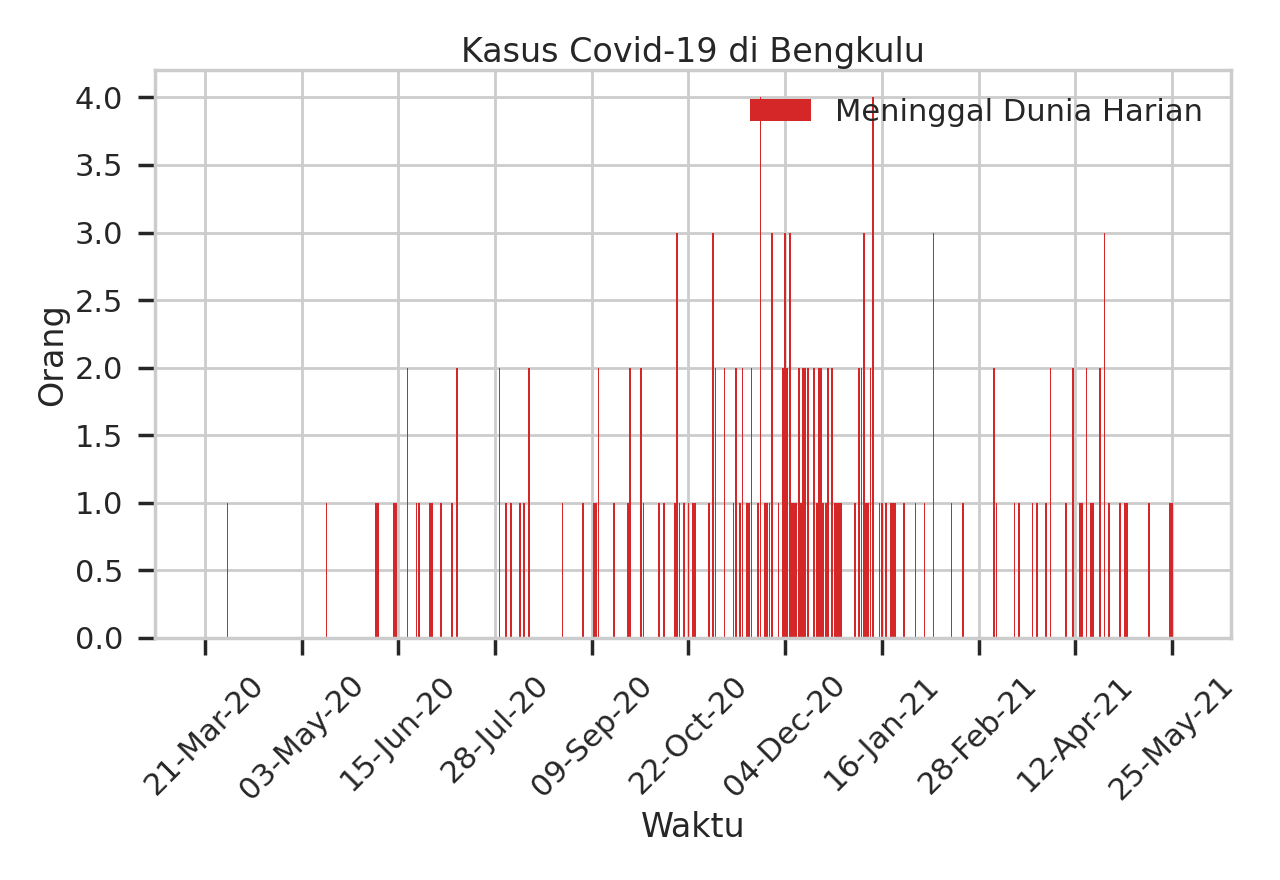 Kasus Covid-19 di Bengkulu
Meninggal Dunia Harian
Orang
4.0
3.5
3.0
2.5
2.0
1.5
1.0
0.5
0.0
21-Mar-20
03-May-20
15-Jun-20
28-Jul-20
09-Sep-20
22-Oct-20
04-Dec-20
16-Jan-21
28-Feb-21
12-Apr-21
25-May-21
Waktu